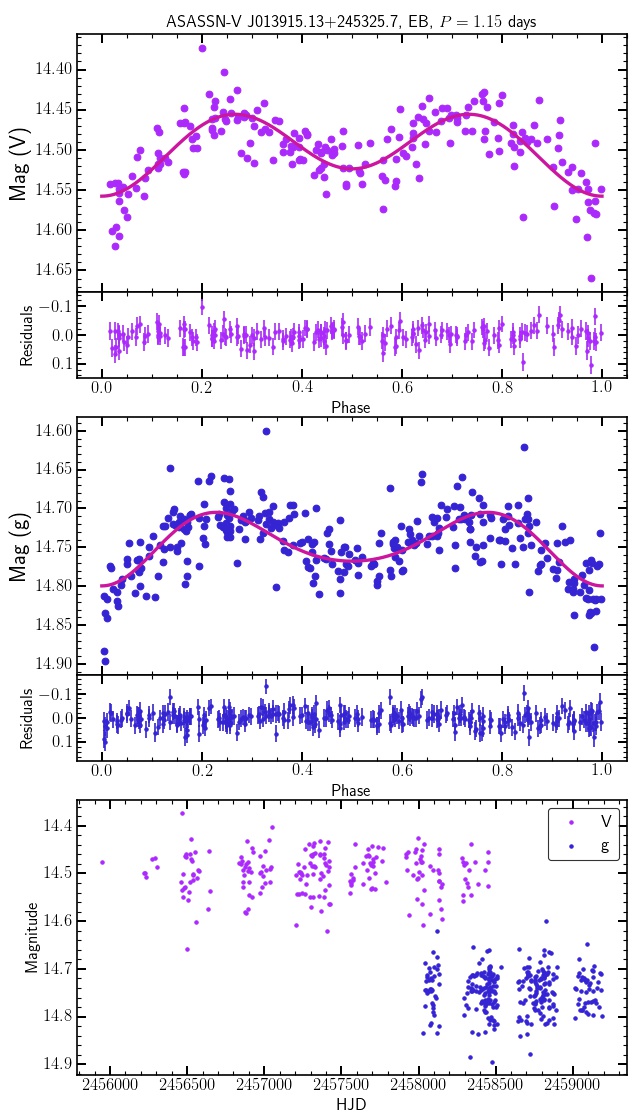 ASASSN-V J013915.13+245325.7, EB, P = 1.15 days
Mag (V)
14.40
14.45
14.50
14.55
14.60
14.65
Residuals
−0.1
0.0
0.1
0.0 0.2 0.4 0.6 0.8 1.0
Phase
Mag (g)
14.60
14.65
14.70
14.75
14.80
14.85
14.90
Residuals
−0.1
0.0
0.1
0.0 0.2 0.4 0.6 0.8 1.0
Phase
Magnitude
14.4
14.5
14.6
14.7
14.8
14.9
V
g
2456000 2456500 2457000 2457500 2458000 2458500 2459000
HJD